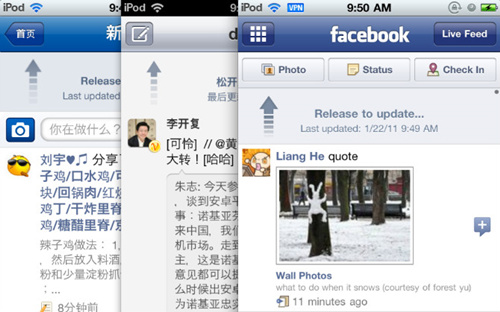 iPod
首页
新
Release
Last updated:
你在做什么?
刘宇♥♫ 分享了
子鸡/口水鸡/
块/回锅肉/红烧
鸡丁/干炸里脊
鸡/糖醋里脊
辣子鸡做法: 1,
, 然后放入料酒
粉和少量淀粉抓
8分钟前
iPod
d
松开
最后更
李开复
[可怜] // @黄
大转! [哈哈]
朱志: 今天参
, 谈到安卓平
事: 诺基亚
来中国, 我们
机市场。走到
主, 这是诺基
意见都可以提
么时候出安卓
为诺基亚忠实
iPod VPN 9:50 AM
facebook
Live Feed
Photo
Status
Check In
Release to update...
Last updated: 1/22/11 9:49 AM
Liang He quote
Wall Photos
what to do when it snows (courtesy of forest yu)
11 minutes ago